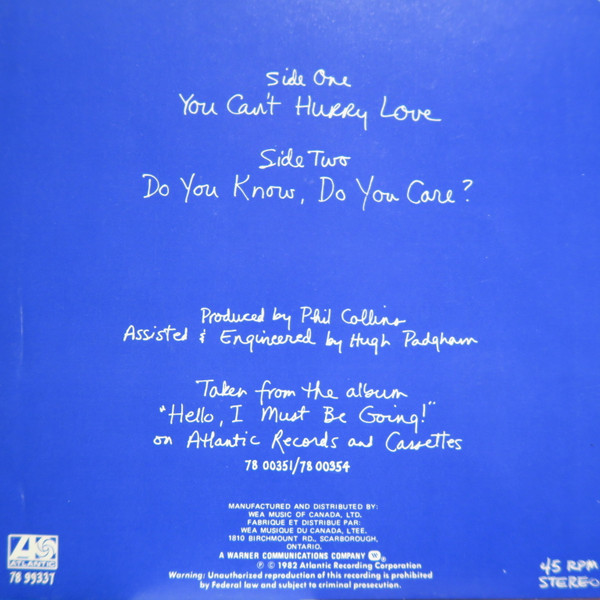 Side One
You Can't Hurry Love
Side Two
Do You Know, Do You Care?
Produced by Phil Collins
Assisted & Engineered by Hugh Padgham
Taken from the album
"Hello, I Must Be Going!"
on Atlantic Records and Cassettes
78 00351/78 00354
MANUFACTURED AND DISTRIBUTED BY:
WEA MUSIC OF CANADA, LTD.
FABRIQUE ET DISTRIBUE PAR:
WEA MUSIQUE DU CANADA, LTEE.
1810 BIRCHMOUNT RD., SCARBOROUGH,
ONTARIO.
A WARNER COMMUNICATIONS COMPANY W.
℗ © 1982 Atlantic Recording Corporation
Warning: Unauthorized reproduction of this recording is prohibited
by Federal law and subject to criminal prosecution.
ATLANTIC
78 99337
45 RPM
STEREO